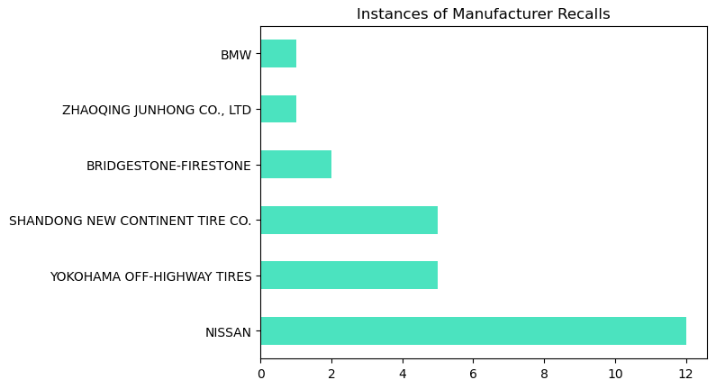 Instances of Manufacturer Recalls
BMW
ZHAOQING JUNHONG CO., LTD
BRIDGESTONE-FIRESTONE
SHANDONG NEW CONTINENT TIRE CO.
YOKOHAMA OFF-HIGHWAY TIRES
NISSAN
0 2 4 6 8 10 12